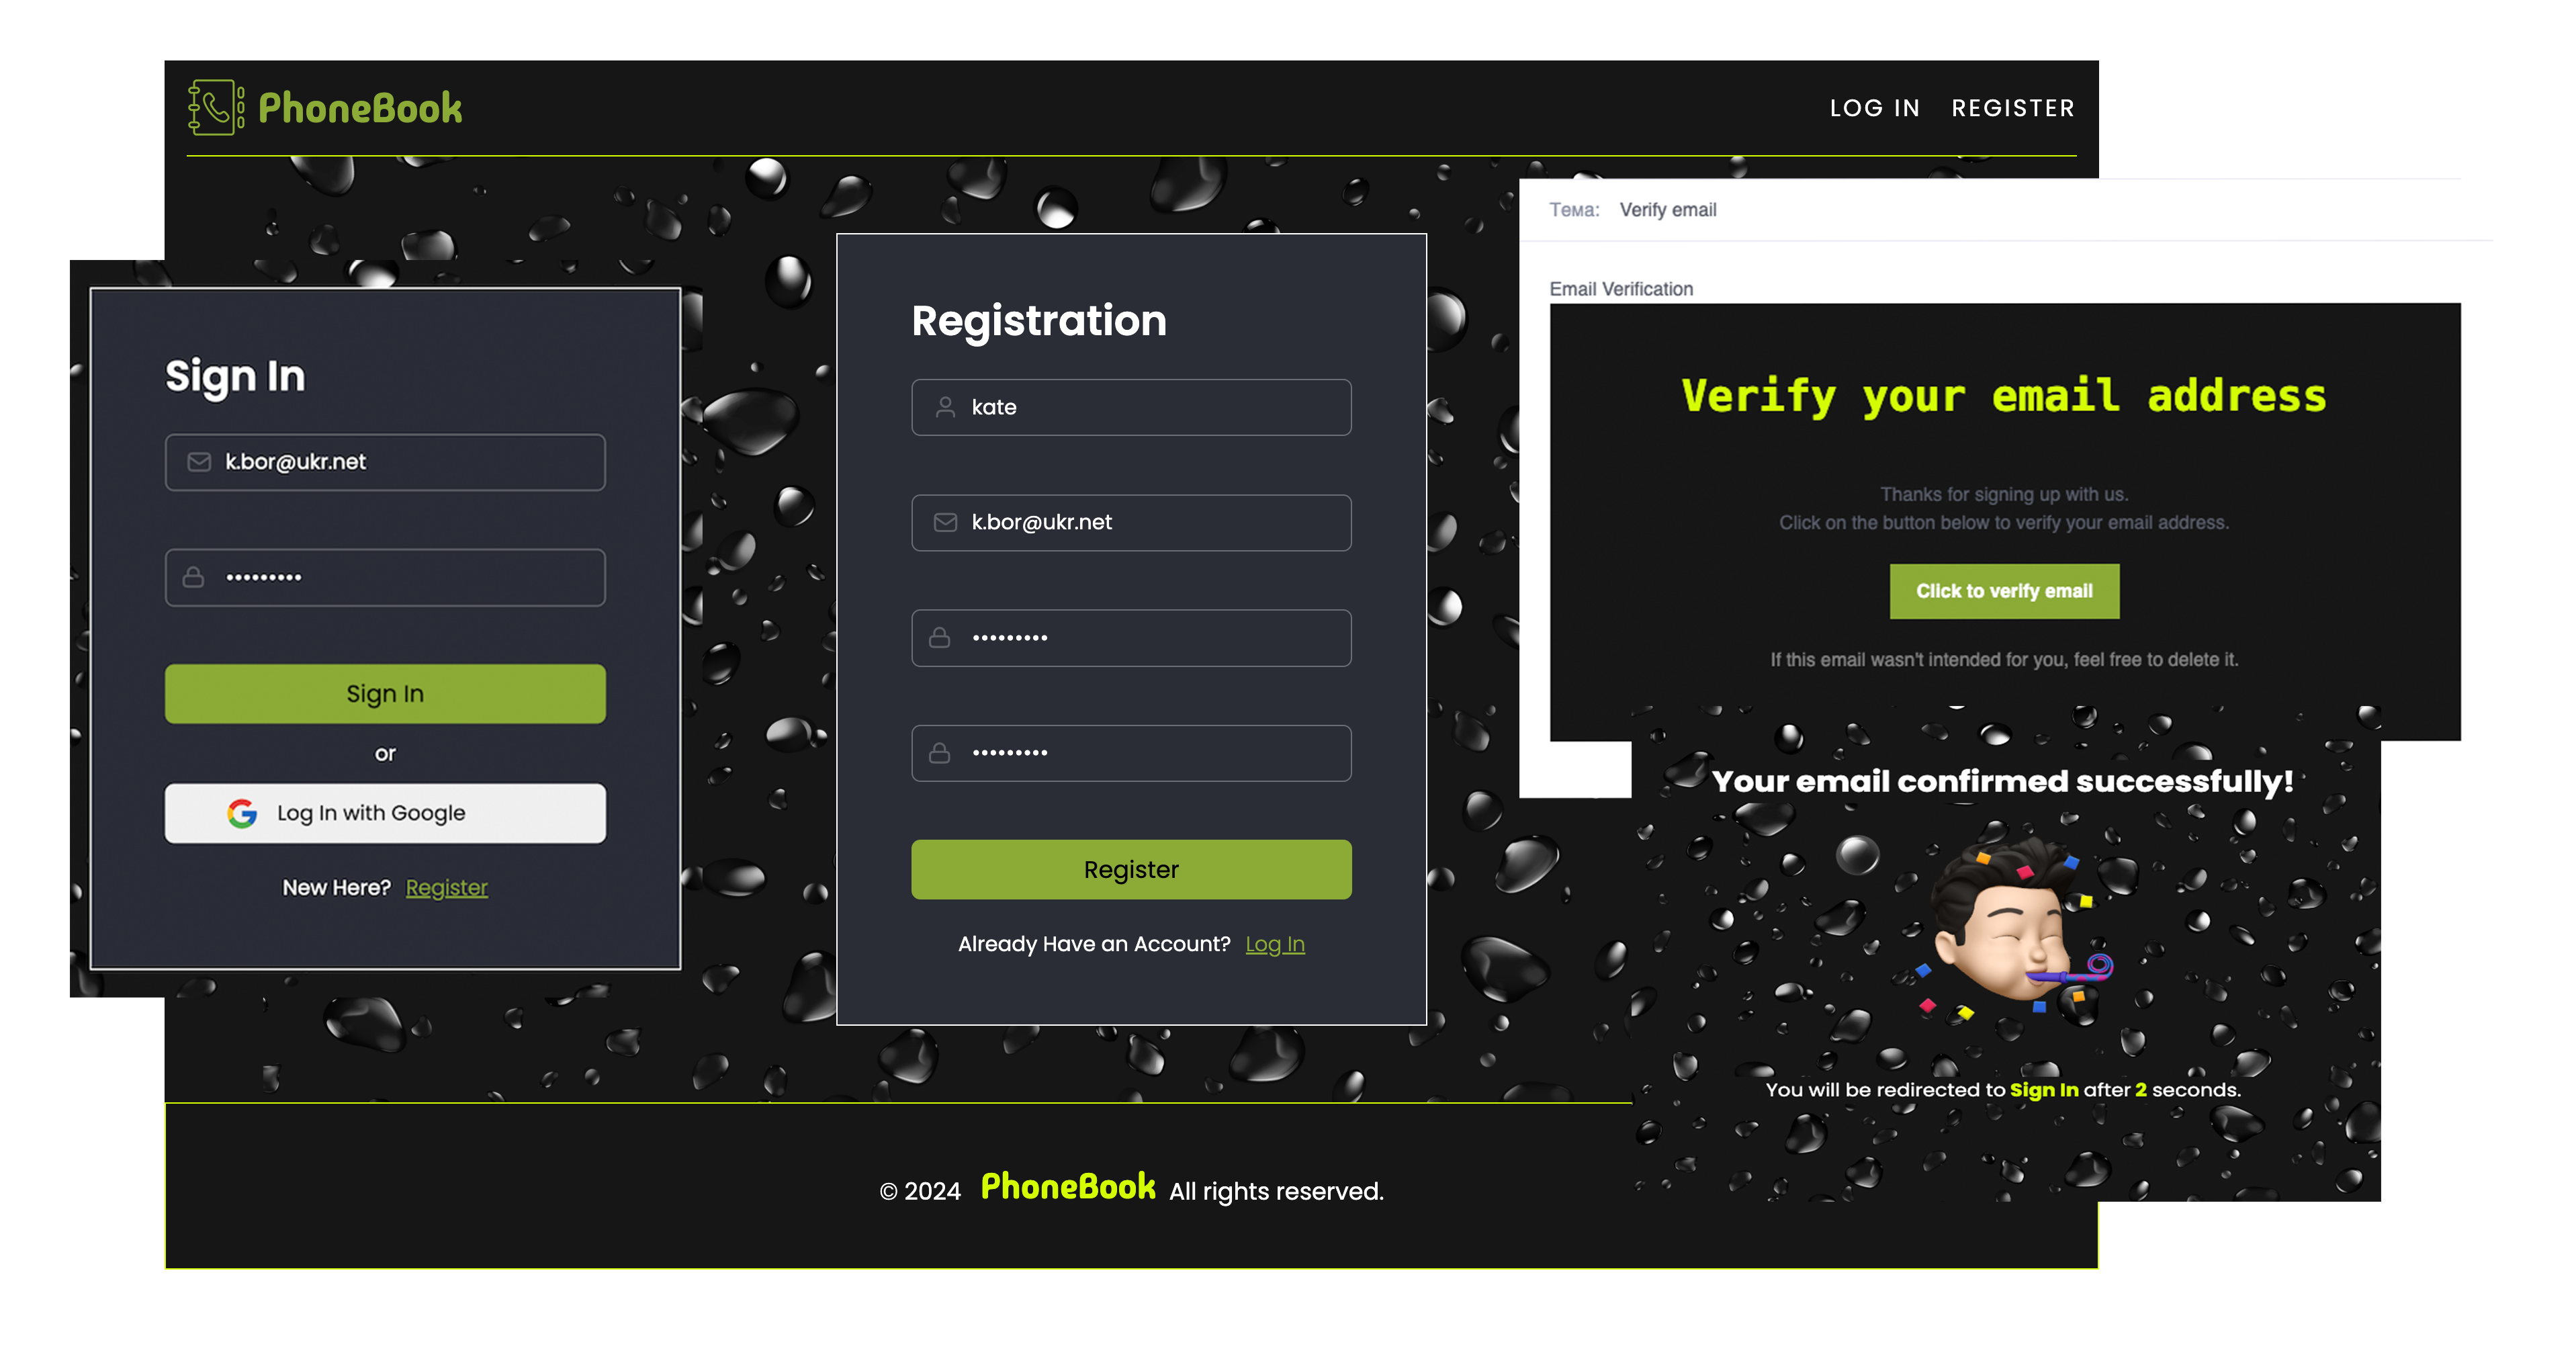 PhoneBook
LOG IN REGISTER
Sign In
k.bor@ukr.net
•••••••••
Sign In
or
Log In with Google
New Here? Register
Registration
kate
k.bor@ukr.net
•••••••••
•••••••••
Register
Already Have an Account? Log In
Тема: Verify email
Email Verification
Verify your email address
Thanks for signing up with us.
Click on the button below to verify your email address.
Click to verify email
If this email wasn't intended for you, feel free to delete it.
Your email confirmed successfully!
You will be redirected to Sign In after 2 seconds.
© 2024 PhoneBook All rights reserved.